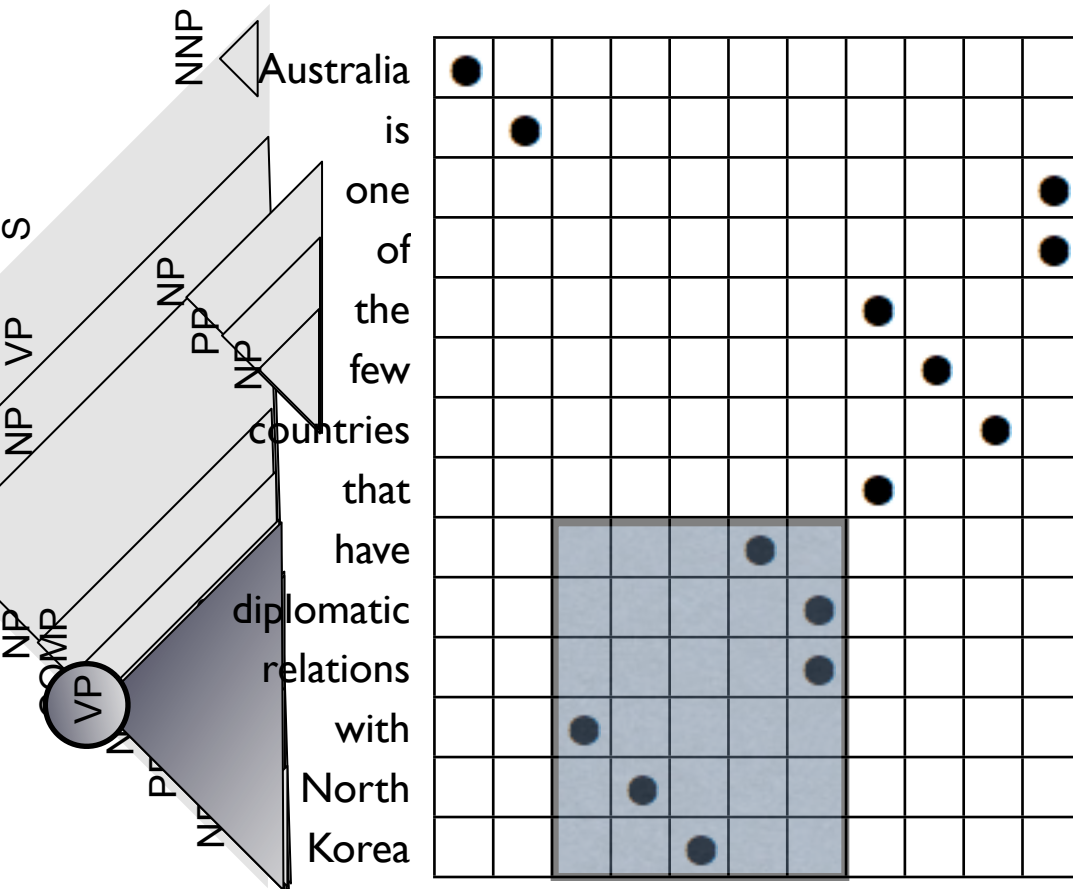 NNP
Australia
is
one
S
of
NP
the
VP
PP
few
NP
NP
countries
that
have
diplomatic
NP
relations
VP
with
North
Korea